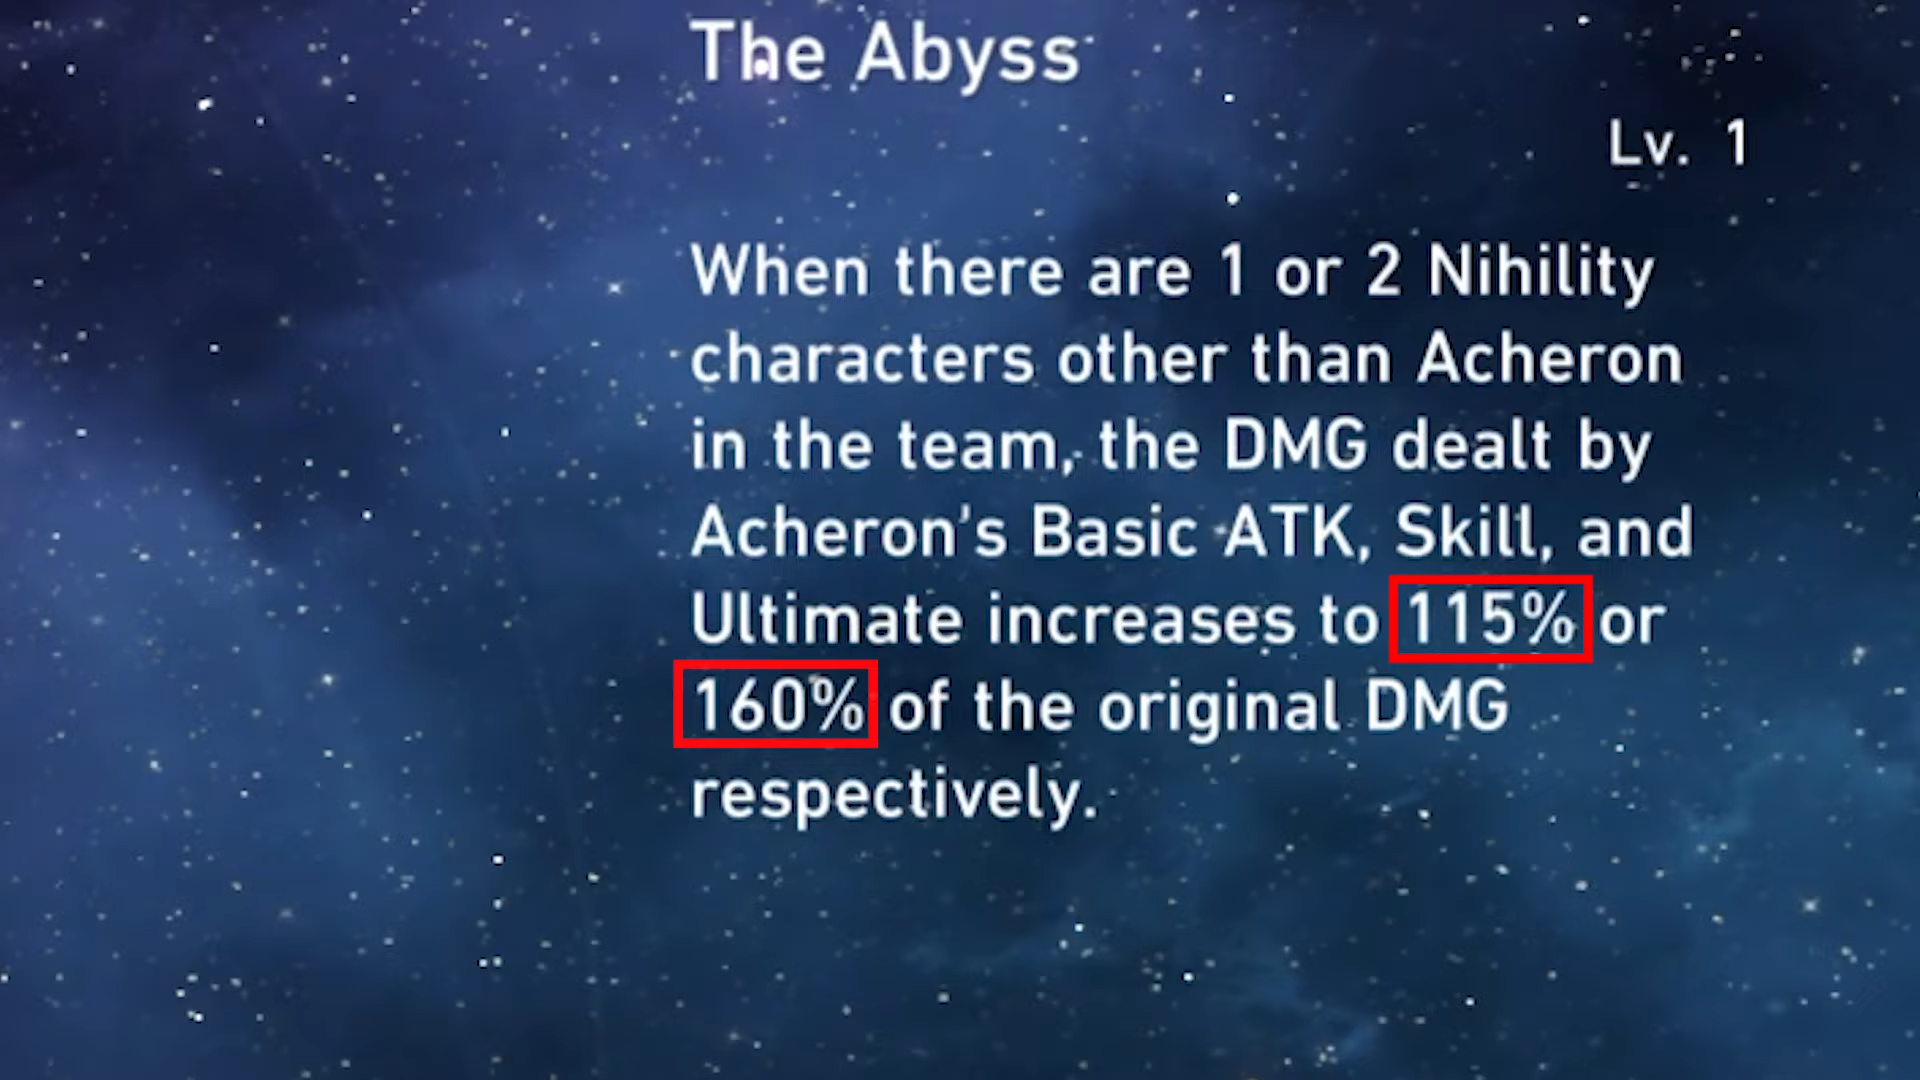 The Abyss
Lv. 1
When there are 1 or 2 Nihility
characters other than Acheron
in the team, the DMG dealt by
Acheron's Basic ATK, Skill, and
Ultimate increases to 115% or
160% of the original DMG
respectively.